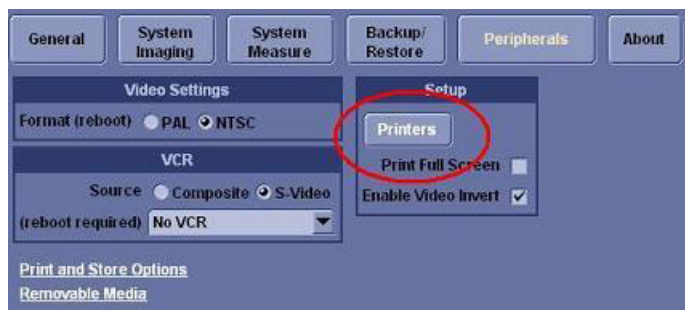 General
System Imaging
System Measure
Backup/ Restore
Peripherals
About
Video Settings
Format (reboot) PAL NTSC
VCR
Source Composite S-Video
(reboot required) No VCR
Setup
Printers
Print Full Screen
Enable Video Invert
Print and Store Options
Removable Media